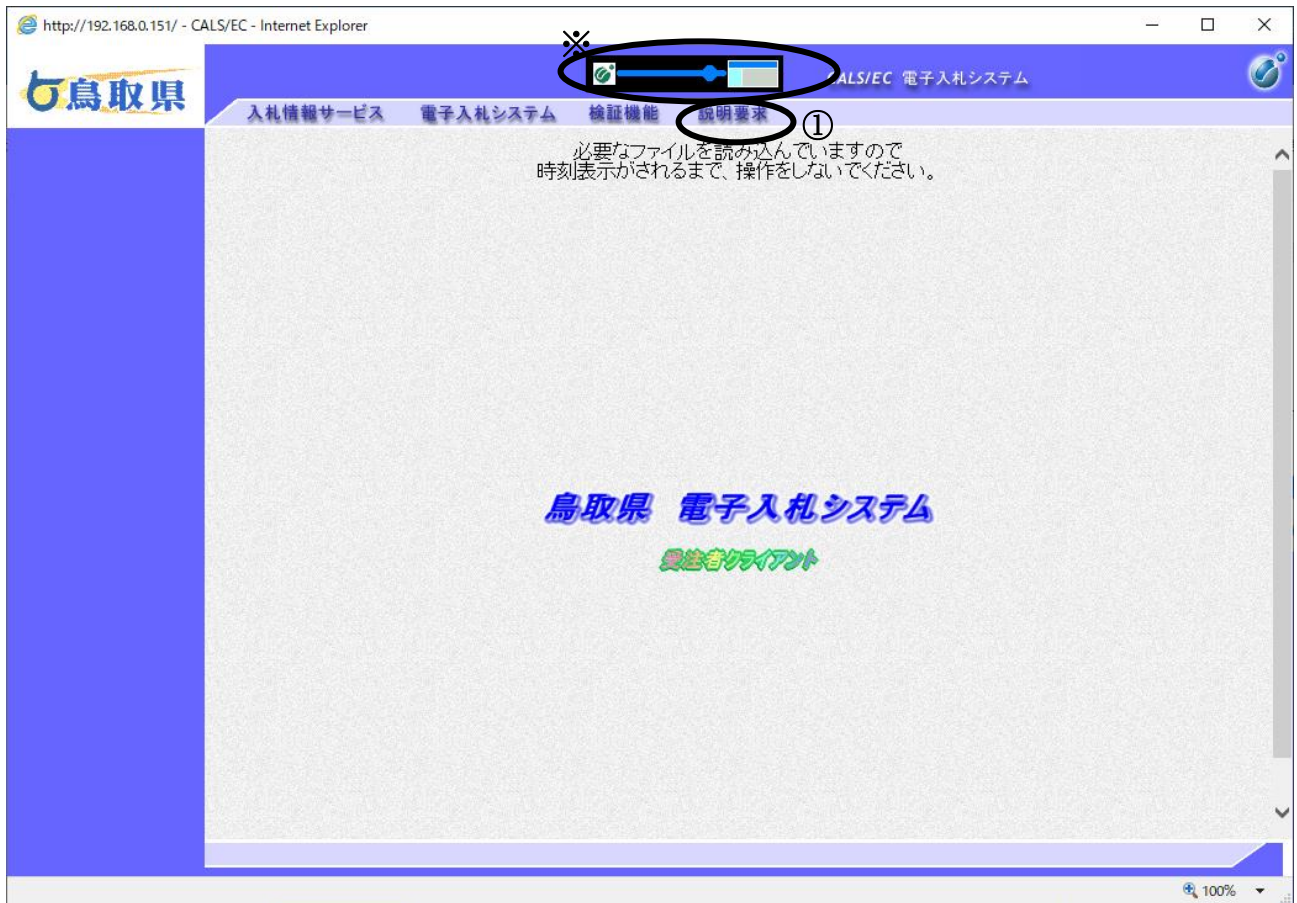 http://192.168.0.151/ - CALS/EC - Internet Explorer
※
鳥取県
CALS/EC 電子入札システム
入札情報サービス 電子入札システム 検証機能 説明要求
①
必要なファイルを読み込んでいますので
時刻表示がされるまで、操作をしないでください。
鳥取県 電子入札システム
受注者クライアント
100%